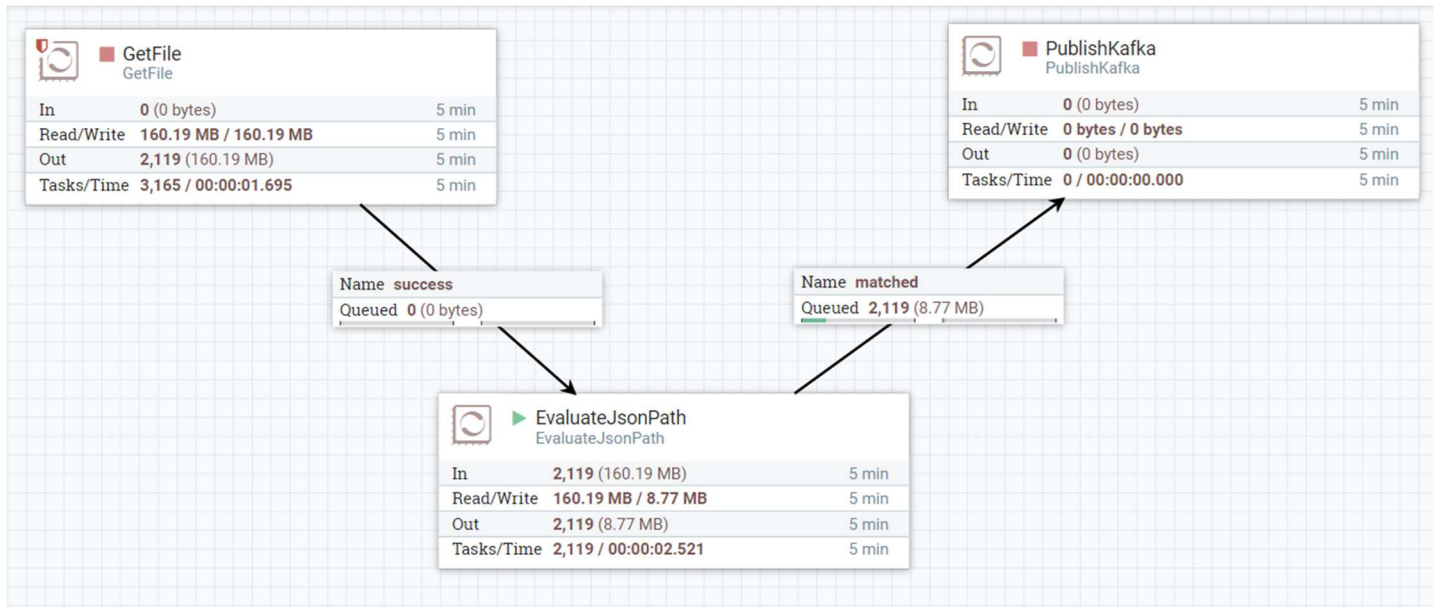 GetFile
GetFile
In 0 (0 bytes) 5 min
Read/Write 160.19 MB / 160.19 MB 5 min
Out 2,119 (160.19 MB) 5 min
Tasks/Time 3,165 / 00:00:01.695 5 min
PublishKafka
PublishKafka
In 0 (0 bytes) 5 min
Read/Write 0 bytes / 0 bytes 5 min
Out 0 (0 bytes) 5 min
Tasks/Time 0 / 00:00:00.000 5 min
Name success
Queued 0 (0 bytes)
Name matched
Queued 2,119 (8.77 MB)
EvaluateJsonPath
EvaluateJsonPath
In 2,119 (160.19 MB) 5 min
Read/Write 160.19 MB / 8.77 MB 5 min
Out 2,119 (8.77 MB) 5 min
Tasks/Time 2,119 / 00:00:02.521 5 min